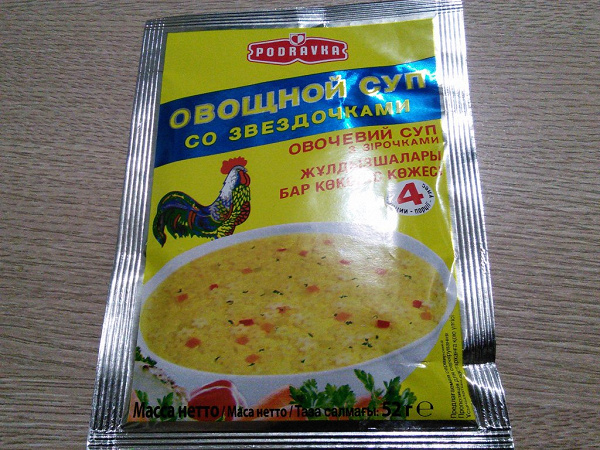 PODRAVKA
ОВОЩНОЙ СУП
СО ЗВЕЗДОЧКАМИ
ОВОЧЕВИЙ СУП
З ЗІРОЧКАМИ
ЖҰЛДЫЗШАЛАРЫ
БАР КӨЖЕСІ
4
Масса нетто / Маса нетто / Таза салмағы: 52 г ℮